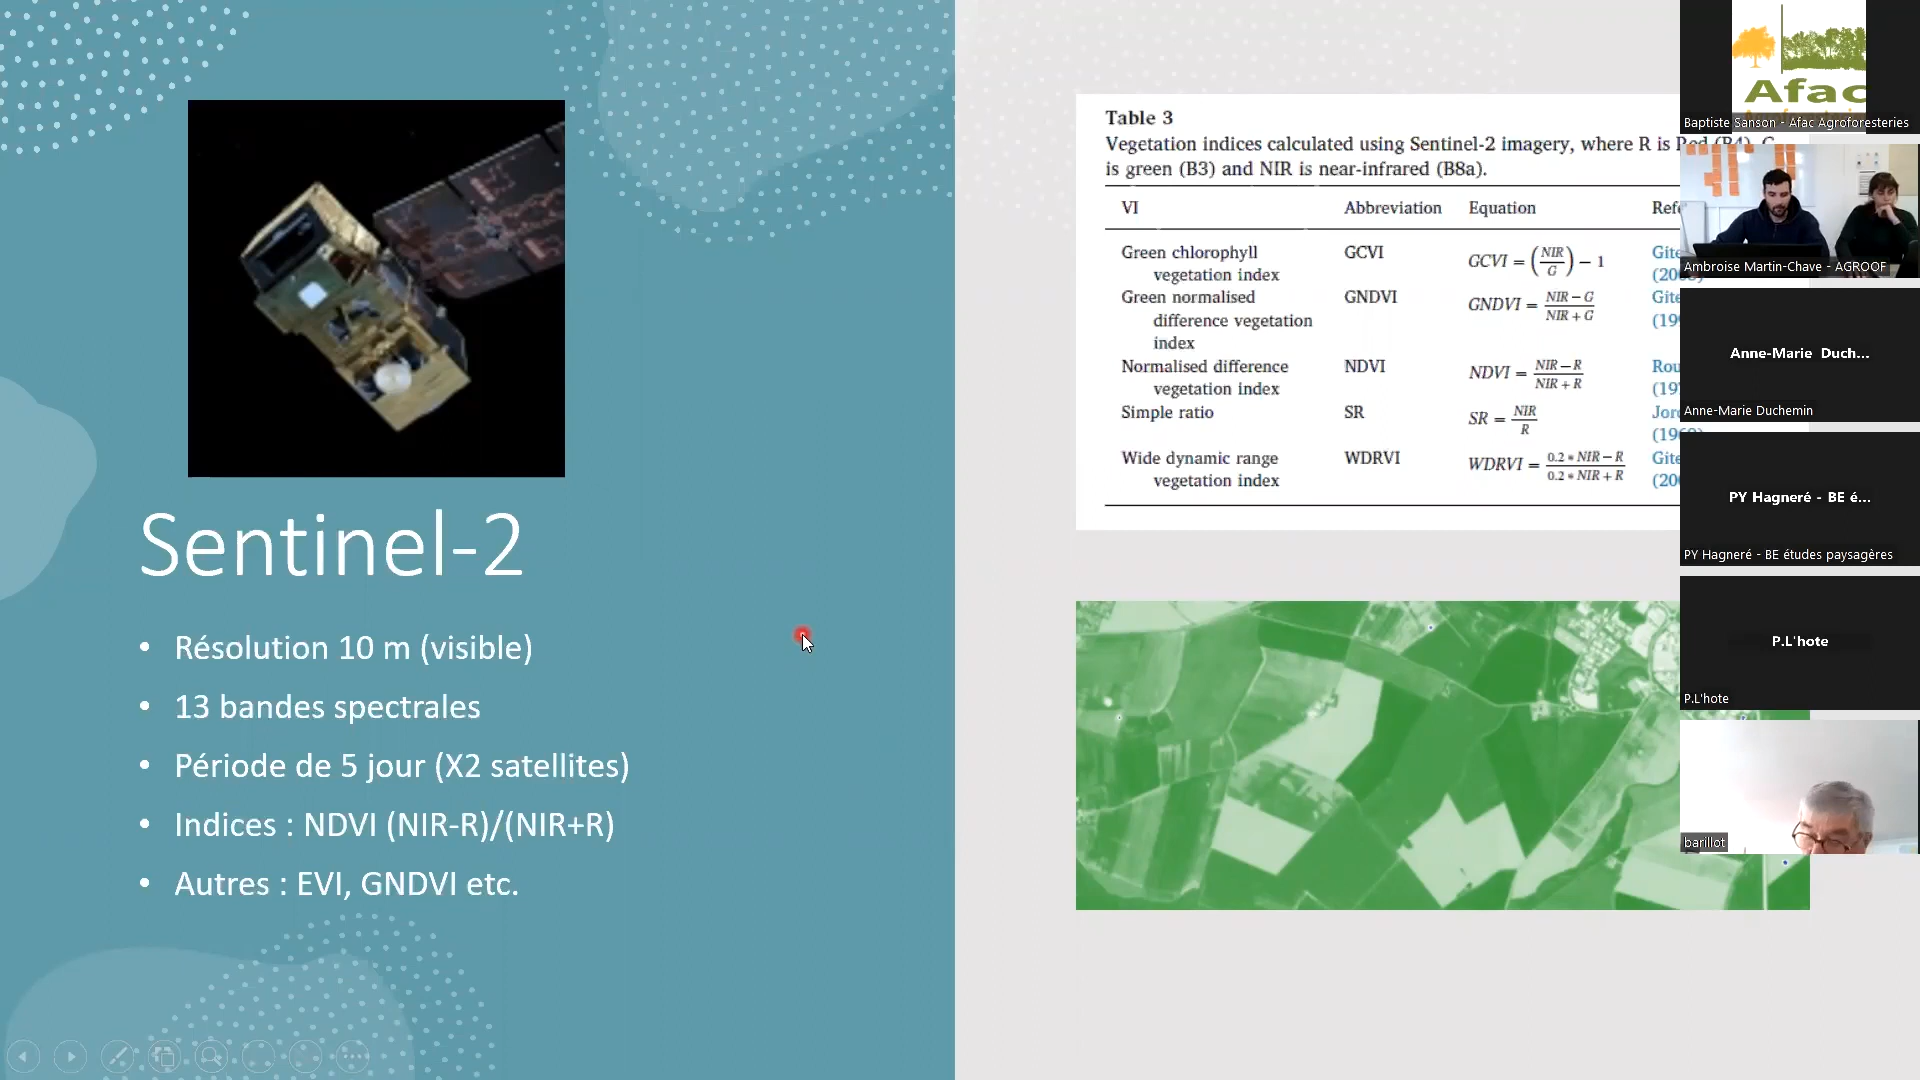 Sentinel-2
• Résolution 10 m (visible)
• 13 bandes spectrales
• Période de 5 jour (X2 satellites)
• Indices : NDVI (NIR-R)/(NIR+R)
• Autres : EVI, GNDVI etc.
Table 3
Vegetation indices calculated using Sentinel-2 imagery, where R is Red (B4), G
is green (B3) and NIR is near-infrared (B8a).
VI Abbreviation Equation
Green chlorophyll vegetation index GCVI GCVI = (NIR/G) − 1
Green normalised difference vegetation index GNDVI GNDVI = (NIR − G)/(NIR + G)
Normalised difference vegetation index NDVI NDVI = (NIR − R)/(NIR + R)
Simple ratio SR SR = NIR/R
Wide dynamic range vegetation index WDRVI WDRVI = (0.2 * NIR − R)/(0.2 * NIR + R)
Afac
Baptiste Sanson - Afac Agroforesteries
Ambroise Martin-Chave - AGROOF
Anne-Marie Duch...
Anne-Marie Duchemin
PY Hagneré - BE é...
PY Hagneré - BE études paysagères
P.L'hote
P.L'hote
barillot